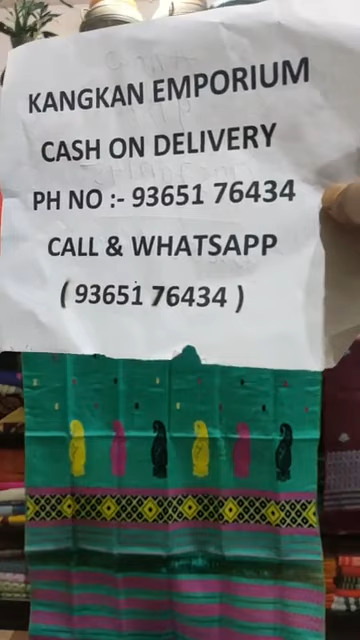 KANGKAN EMPORIUM
CASH ON DELIVERY
PH NO :- 93651 76434
CALL & WHATSAPP
( 93651 76434 )